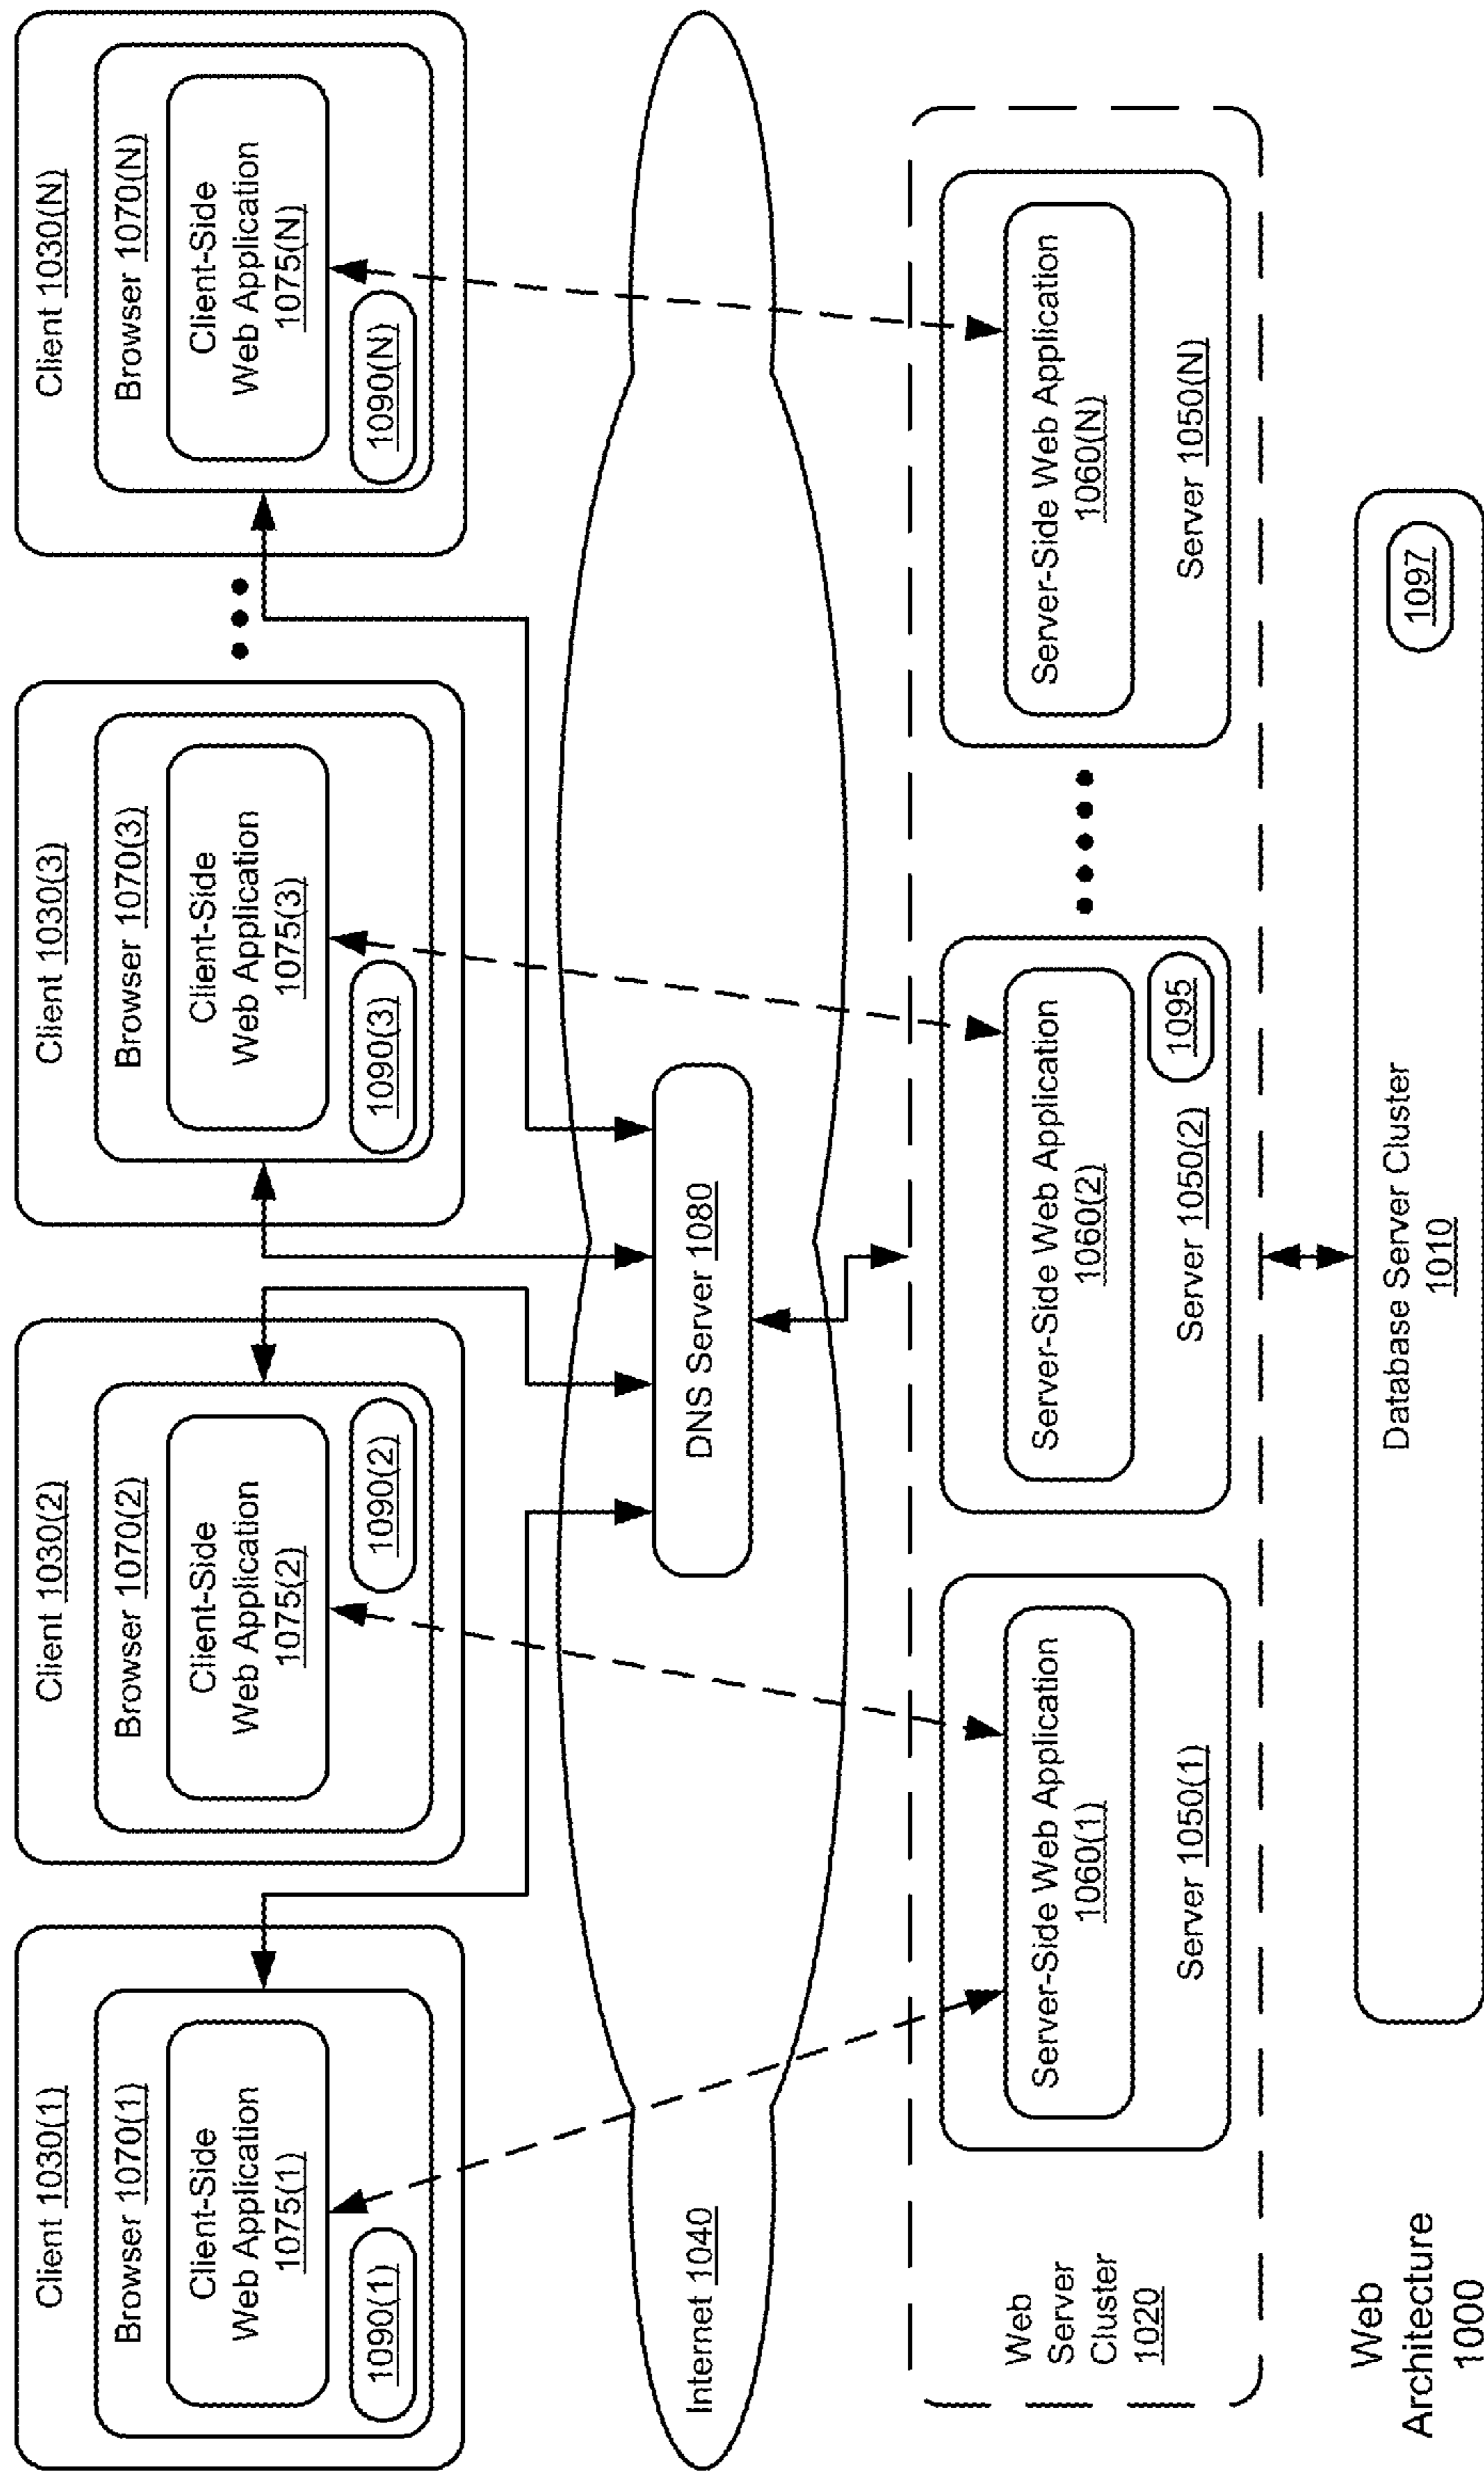 Client 1030(1)
Browser 1070(1)
Client-Side
Web Application
1075(1)
1090(1)
Client 1030(2)
Browser 1070(2)
Client-Side
Web Application
1075(2)
1090(2)
Client 1030(3)
Browser 1070(3)
Client-Side
Web Application
1075(3)
1090(3)
Client 1030(N)
Browser 1070(N)
Client-Side
Web Application
1075(N)
1090(N)
Internet 1040
DNS Server 1080
Web
Server
Cluster
1020
Server-Side Web Application
1060(1)
Server 1050(1)
Server-Side Web Application
1060(2)
Server 1050(2)
1095
Server-Side Web Application
1060(N)
Server 1050(N)
Web
Architecture
1000
Database Server Cluster
1010
1097